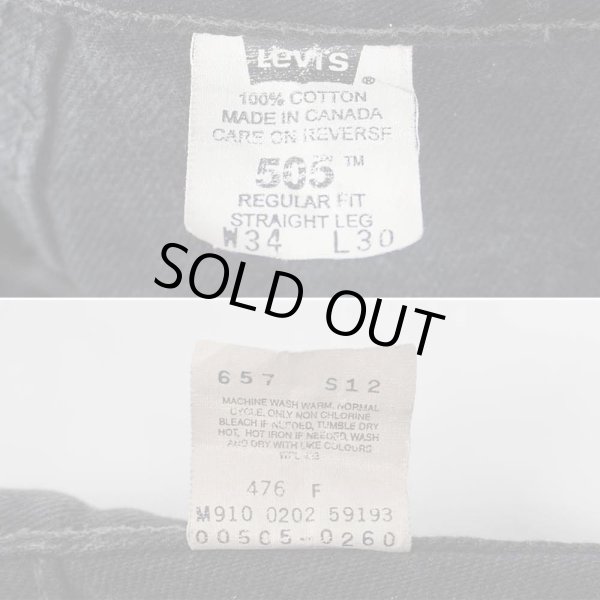 Levi's ®
100% COTTON
MADE IN CANADA
CARE ON REVERSE
505 ™
REGULAR FIT
STRAIGHT LEG
W34 L30
SOLD OUT
657 S12
MACHINE WASH WARM, NORMAL
CYCLE, ONLY NON CHLORINE
BLEACH IF NEEDED, TUMBLE DRY
HOT, HOT IRON IF NEEDED, WASH
AND DRY WITH LIKE COLOURS
476 F
M910 0202 59193
00505-0260